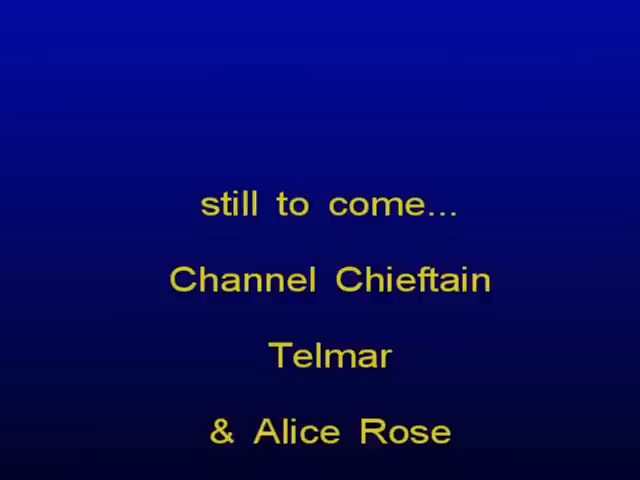 still to come...
Channel Chieftain
Telmar
& Alice Rose